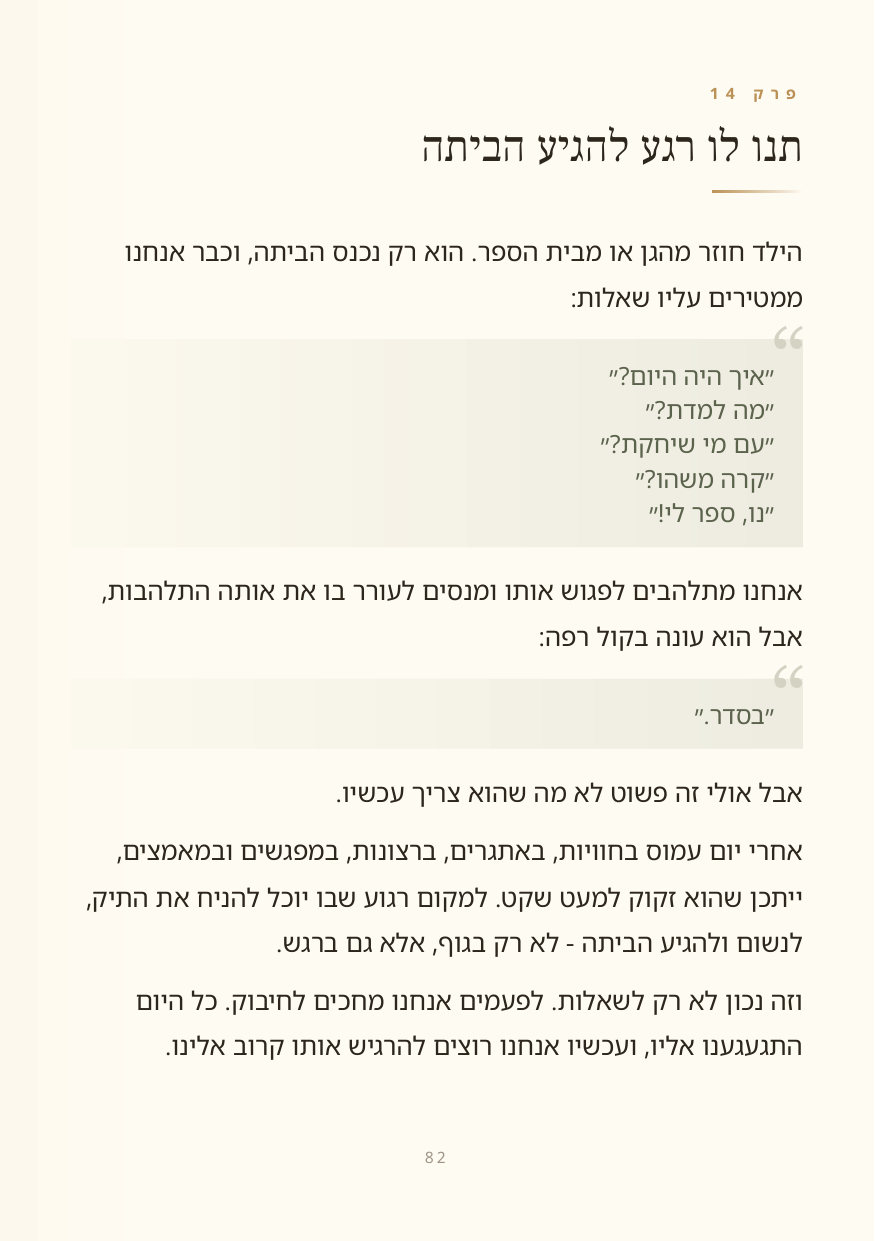 פרק 14
תנו לו רגע להגיע הביתה
הילד חוזר מהגן או מבית הספר. הוא רק נכנס הביתה, וכבר אנחנו
ממטירים עליו שאלות:
“
״איך היה היום?״
״מה למדת?״
״עם מי שיחקת?״
״קרה משהו?״
״נו, ספר לי!״
אנחנו מתלהבים לפגוש אותו ומנסים לעורר בו את אותה התלהבות,
אבל הוא עונה בקול רפה:
“
״בסדר.״
אבל אולי זה פשוט לא מה שהוא צריך עכשיו.
אחרי יום עמוס בחוויות, באתגרים, ברצונות, במפגשים ובמאמצים,
ייתכן שהוא זקוק למעט שקט. למקום רגוע שבו יוכל להניח את התיק,
לנשום ולהגיע הביתה - לא רק בגוף, אלא גם ברגש.
וזה נכון לא רק לשאלות. לפעמים אנחנו מחכים לחיבוק. כל היום
התגעגענו אליו, ועכשיו אנחנו רוצים להרגיש אותו קרוב אלינו.
82